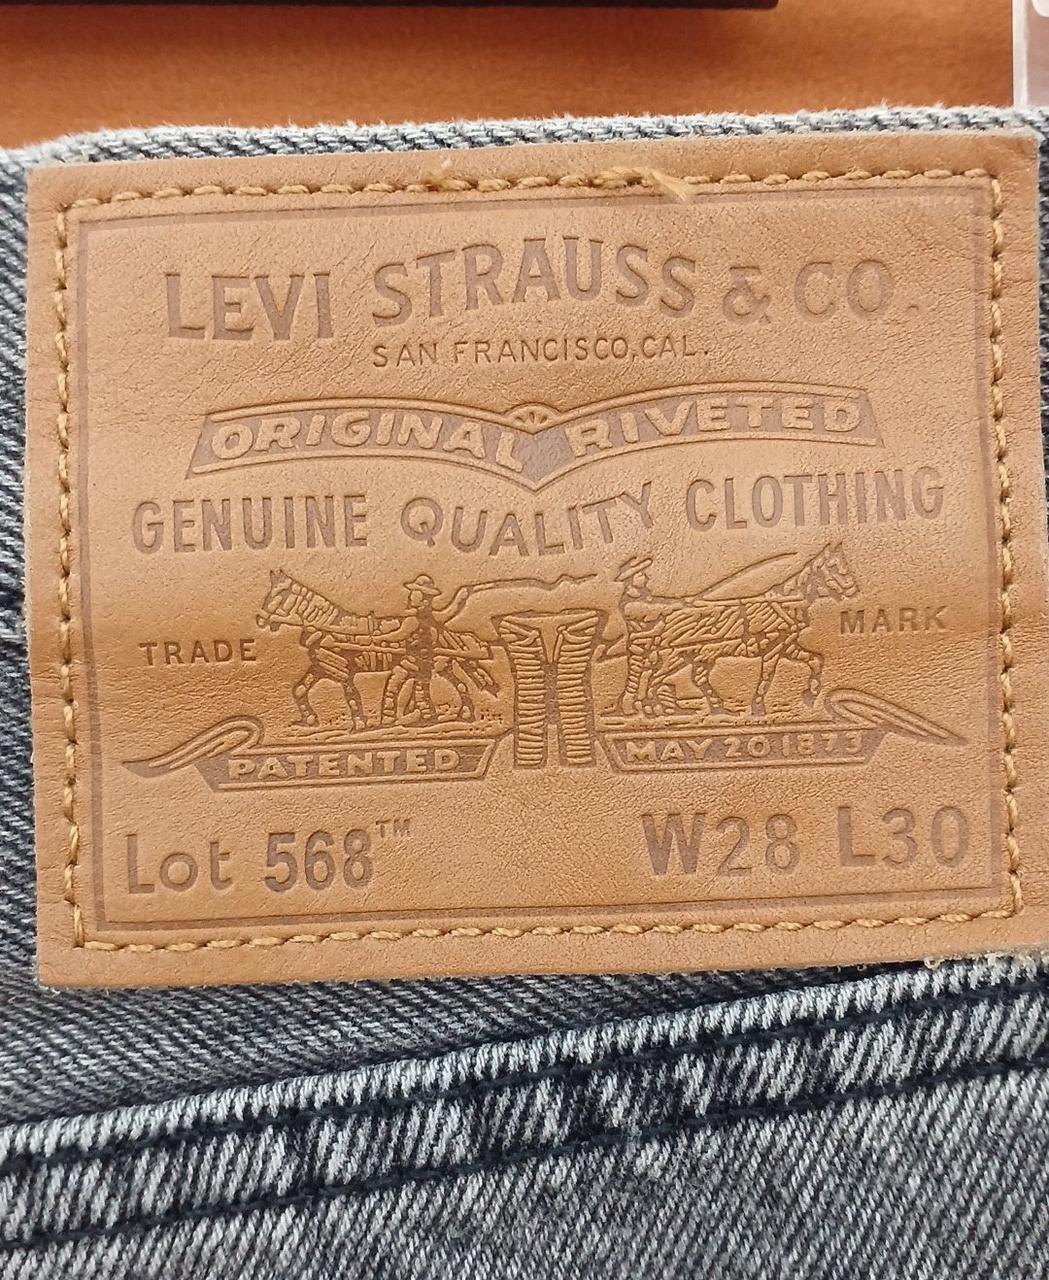 LEVI STRAUSS & CO.
SAN FRANCISCO, CAL.
ORIGINAL RIVETED
GENUINE QUALITY CLOTHING
TRADE MARK
PATENTED MAY 20 1873
Lot 568™ W28 L30